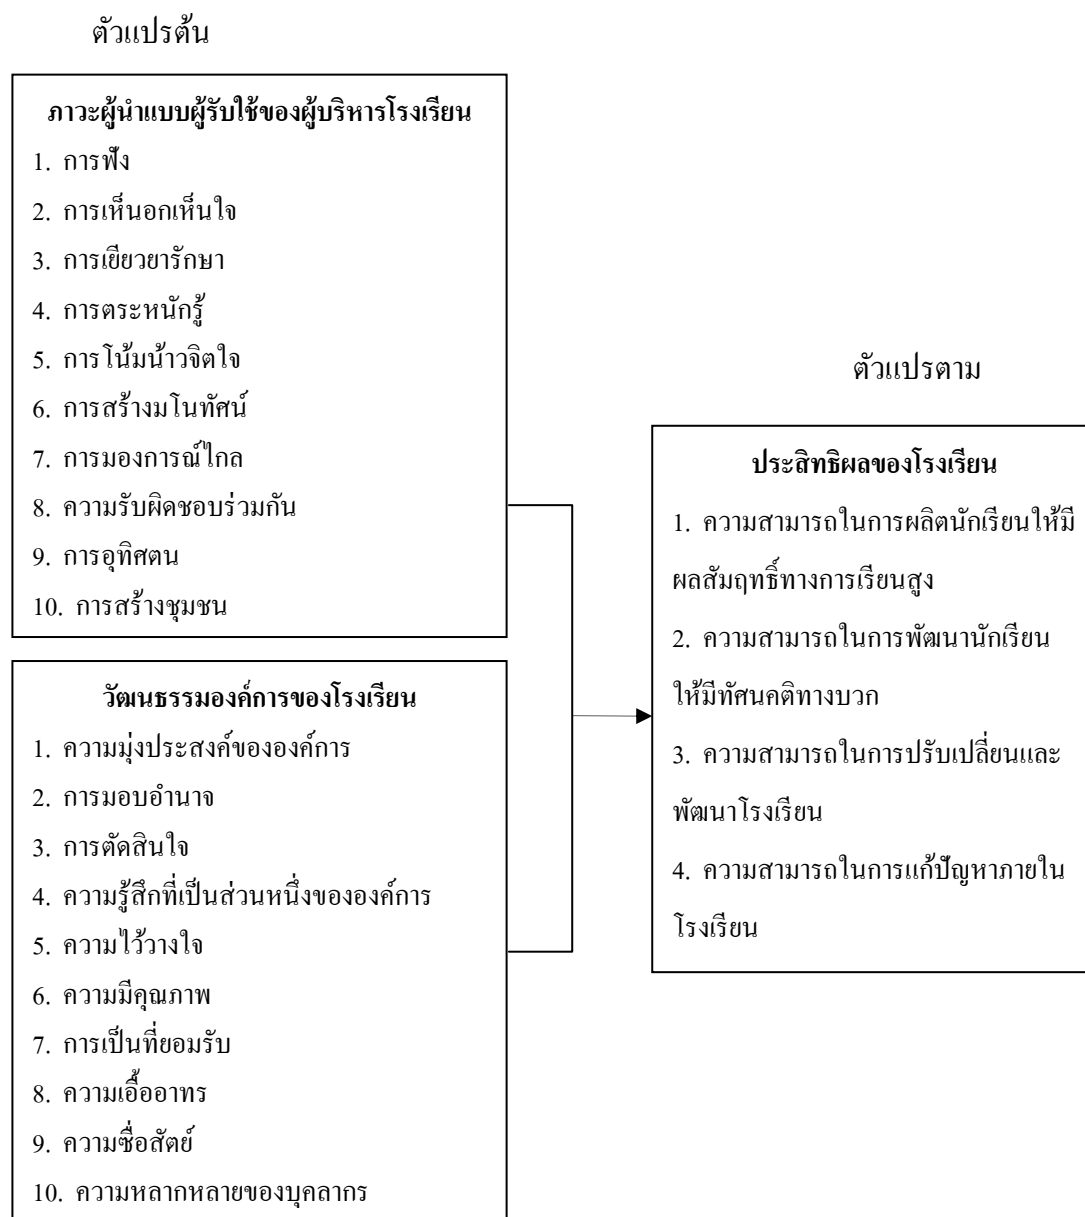 ตัวแปรต้น
ภาวะผู้นำแบบผู้รับใช้ของผู้บริหารโรงเรียน
1. การฟัง
2. การเห็นอกเห็นใจ
3. การเยียวยารักษา
4. การตระหนักรู้
5. การโน้มน้าวจิตใจ
6. การสร้างมโนทัศน์
7. การมองการณ์ไกล
8. ความรับผิดชอบร่วมกัน
9. การอุทิศตน
10. การสร้างชุมชน
วัฒนธรรมองค์การของโรงเรียน
1. ความมุ่งประสงค์ขององค์การ
2. การมอบอำนาจ
3. การตัดสินใจ
4. ความรู้สึกที่เป็นส่วนหนึ่งขององค์การ
5. ความไว้วางใจ
6. ความมีคุณภาพ
7. การเป็นที่ยอมรับ
8. ความเอื้ออาทร
9. ความซื่อสัตย์
10. ความหลากหลายของบุคลากร
ตัวแปรตาม
ประสิทธิผลของโรงเรียน
1. ความสามารถในการผลิตนักเรียนให้มี
ผลสัมฤทธิ์ทางการเรียนสูง
2. ความสามารถในการพัฒนานักเรียน
ให้มีทัศนคติทางบวก
3. ความสามารถในการปรับเปลี่ยนและ
พัฒนาโรงเรียน
4. ความสามารถในการแก้ปัญหาภายใน
โรงเรียน